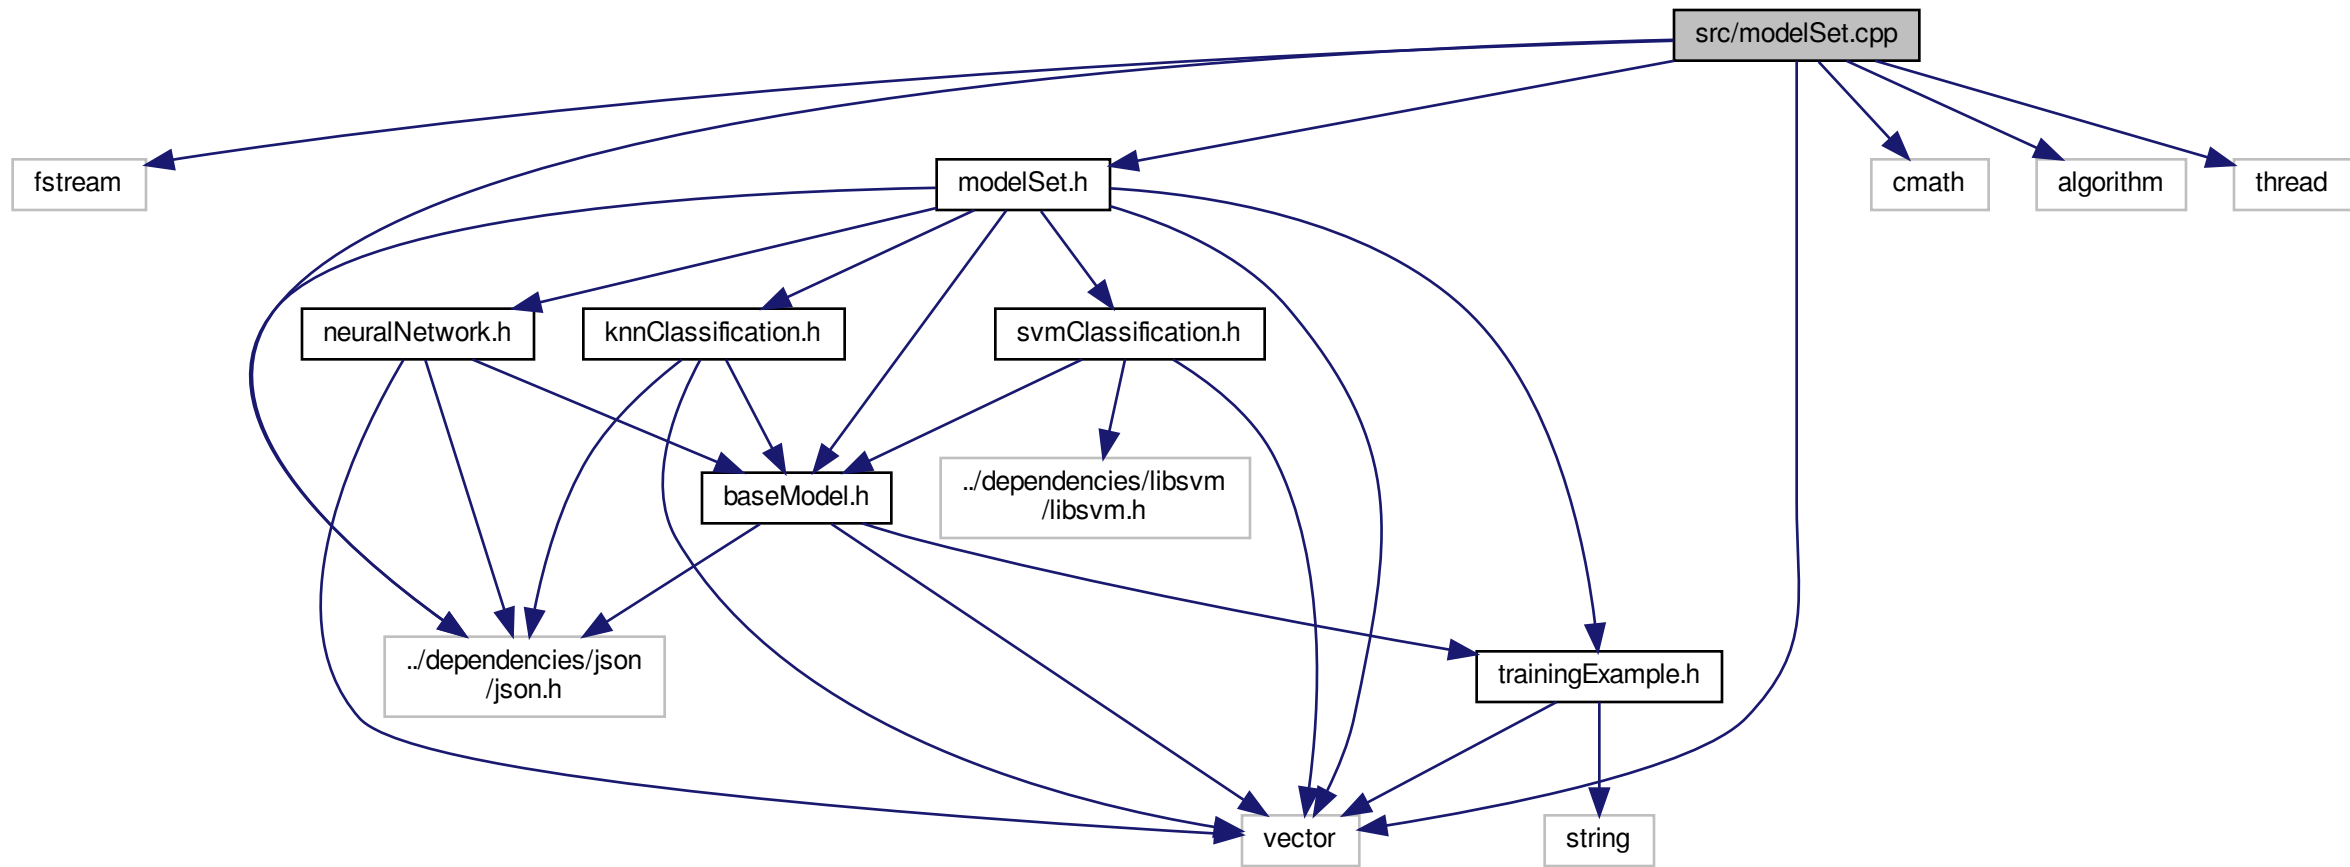 src/modelSet.cpp
fstream
modelSet.h
cmath
algorithm
thread
neuralNetwork.h
knnClassification.h
svmClassification.h
baseModel.h
../dependencies/libsvm
/libsvm.h
../dependencies/json
/json.h
trainingExample.h
vector
string